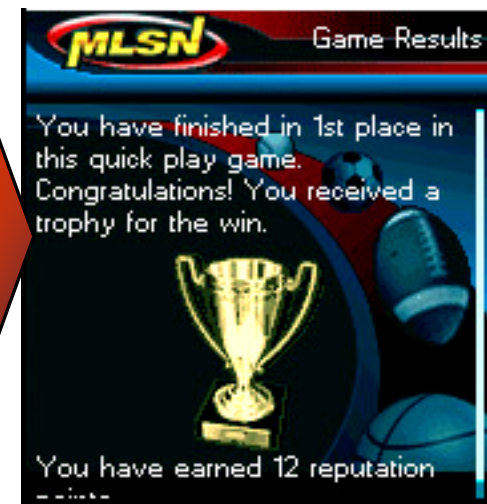 MLSN
Game Results
You have finished in 1st place in
this quick play game.
Congratulations! You received a
trophy for the win.
You have earned 12 reputation